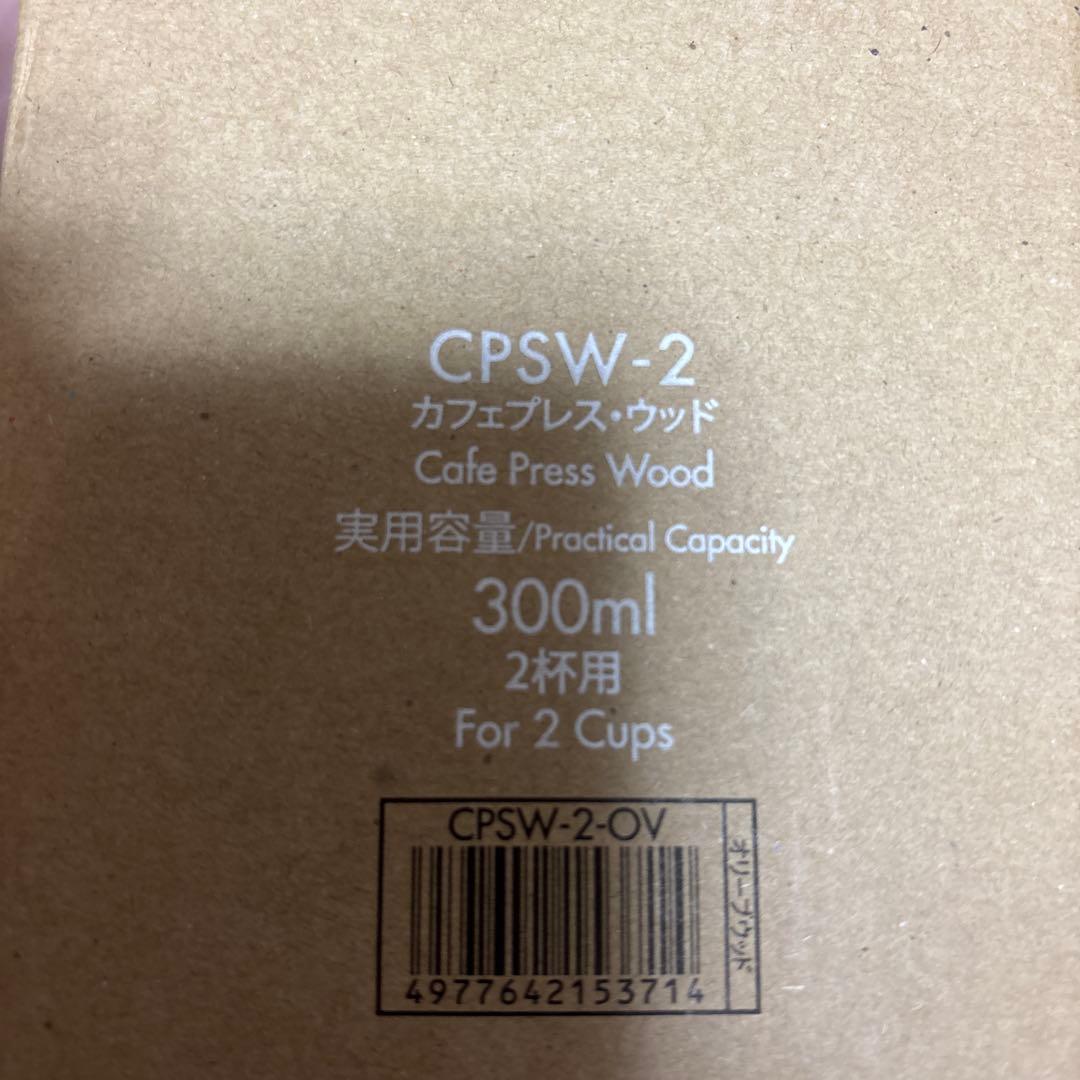 CPSW-2
カフェプレス・ウッド
Cafe Press Wood
実用容量/Practical Capacity
300ml
2杯用
For 2 Cups
CPSW-2-OV
オリーブウッド
4977642153714